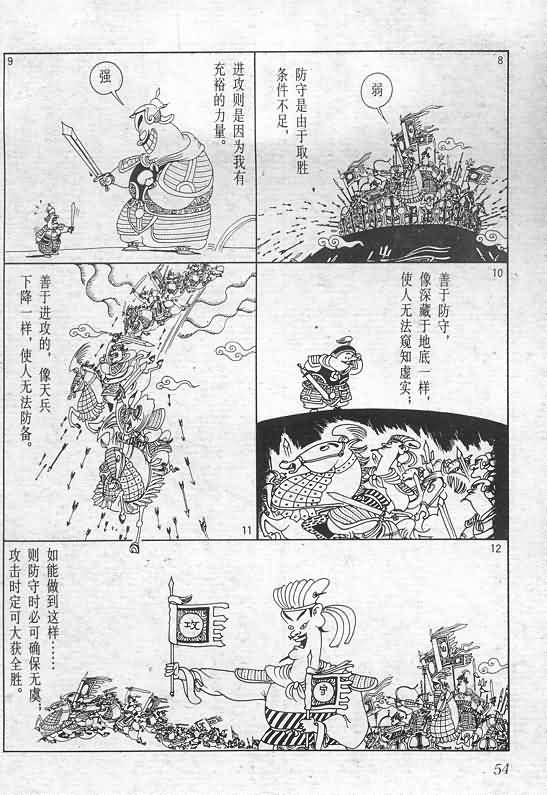 8
防守是由于取胜
条件不足，
弱
9
进攻则是因为我有
充裕的力量。
强
10
善于防守，
像深藏于地底一样，
使人无法窥知虚实；
11
善于进攻的，像天兵
下降一样，使人无法防备。
12
如能做到这样……
则防守时必可确保无虞；
攻击时定可大获全胜。
攻
守
54